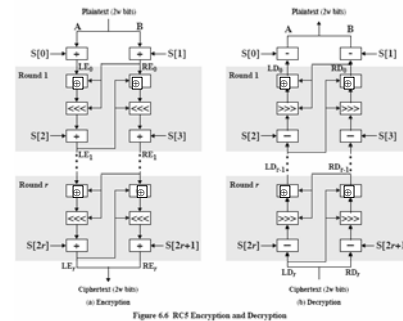 Plaintext (2w bits)
A B
S[0] + + S[1]
LE0 RE0
Round 1
⊕ ⊕
<<< <<<
S[2] + + S[3]
LE1 RE1
Round r
⊕ ⊕
<<< <<<
S[2r] + + S[2r+1]
LEr REr
Ciphertext (2w bits)
(a) Encryption
Plaintext (2w bits)
A B
S[0] - - S[1]
LD0 RD0
Round 1
⊕ ⊕
>>> >>>
S[2] − − S[3]
LDr-1 RDr-1
Round r
⊕ ⊕
>>> >>>
S[2r] − − S[2r+1]
LDr RDr
Ciphertext (2w bits)
(b) Decryption
Figure 6.6 RC5 Encryption and Decryption